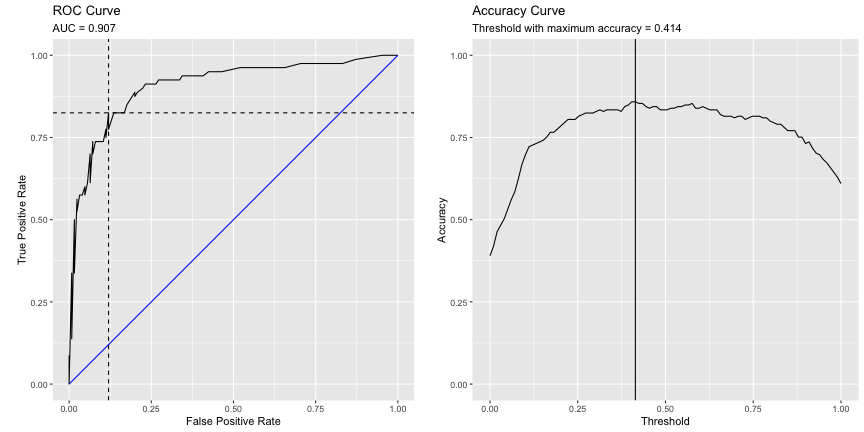 ROC Curve
AUC = 0.907
1.00
0.75
0.50
0.25
0.00
True Positive Rate
0.00 0.25 0.50 0.75 1.00
False Positive Rate
Accuracy Curve
Threshold with maximum accuracy = 0.414
1.00
0.75
0.50
0.25
0.00
Accuracy
0.00 0.25 0.50 0.75 1.00
Threshold